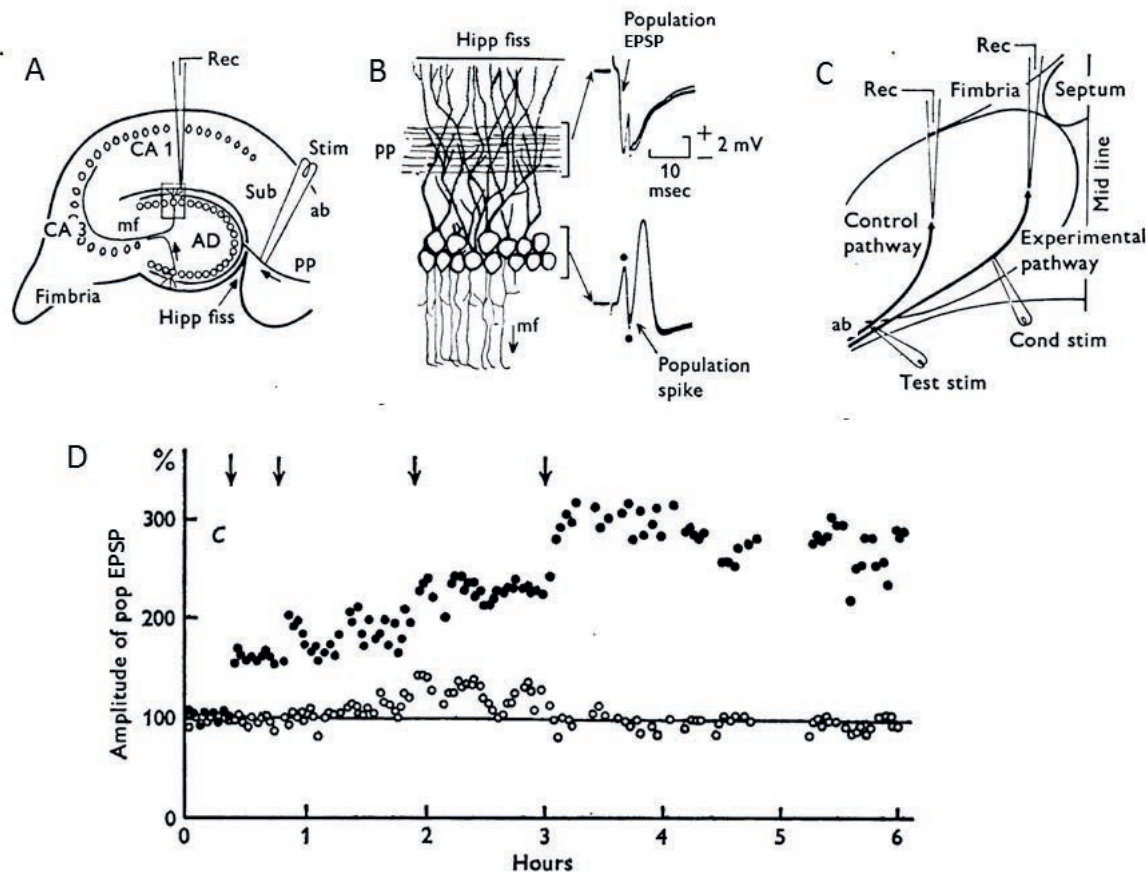 A
Rec
CA 1
Stim
Sub
ab
mf
CA 3
AD
pp
Fimbria
Hipp fiss
B
Hipp fiss
Population
EPSP
pp
+
2 mV
−
10
msec
mf
Population
spike
C
Rec
Rec
Fimbria
Septum
Mid line
Control
pathway
Experimental
pathway
ab
Cond stim
Test stim
D
%
C
300
200
100
0
Amplitude of pop EPSP
0 1 2 3 4 5 6
Hours